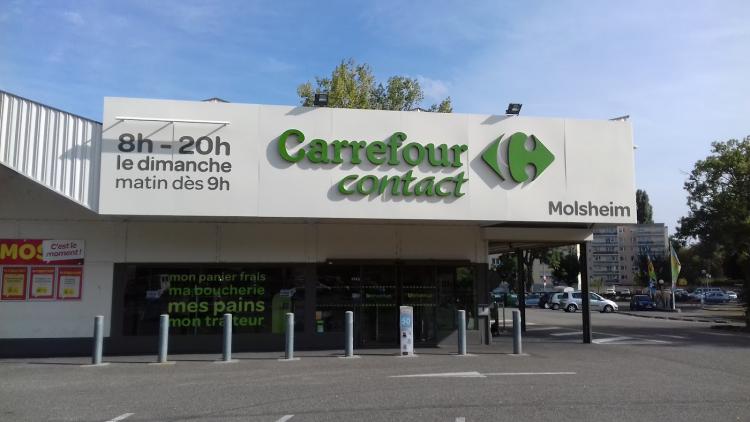 8h - 20h
le dimanche
matin dès 9h
Carrefour
contact
Molsheim
MOS
C'est le
moment !
mon panier frais
ma boucherie
mes pains
mon traiteur